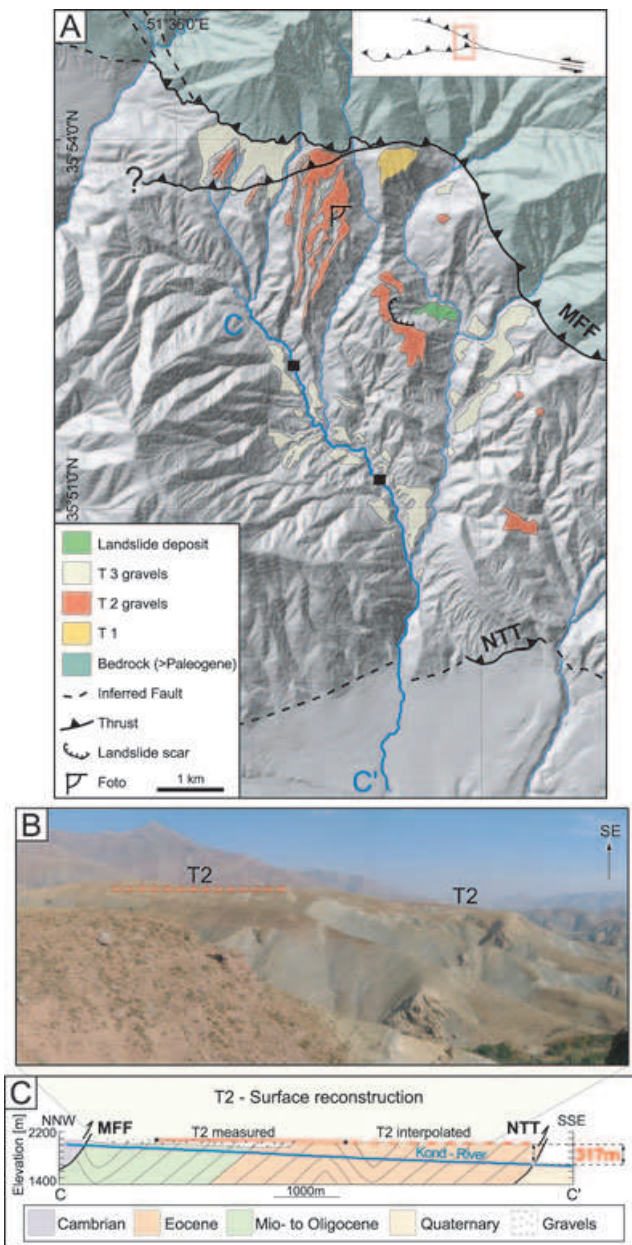 A
51°36'0"E
35°54'0"N
?
MFF
C
35°51'0"N
NTT
C'
Landslide deposit
T 3 gravels
T 2 gravels
T 1
Bedrock (>Paleogene)
Inferred Fault
Thrust
Landslide scar
Foto
1 km
B
SE
T2
T2
C
T2 - Surface reconstruction
NNW
MFF
T2 measured
T2 interpolated
NTT
SSE
Elevation [m]
2200
1400
Kond - River
317m
C
1000m
C'
Cambrian
Eocene
Mio- to Oligocene
Quaternary
Gravels